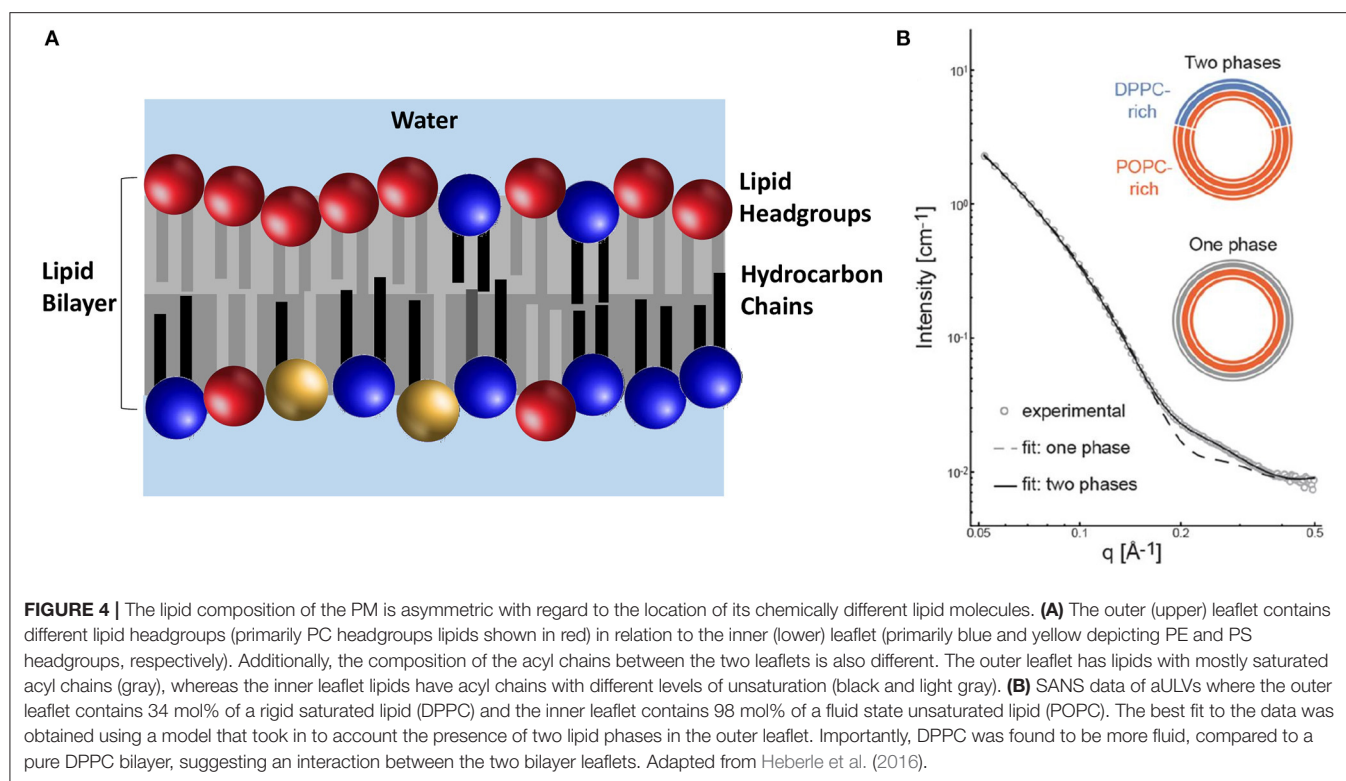 A
Water
Lipid
Headgroups
Lipid
Bilayer
Hydrocarbon
Chains
B
Two phases
DPPC-
rich
POPC-
rich
One phase
10¹
10⁰
10⁻¹
10⁻²
Intensity [cm⁻¹]
experimental
fit: one phase
fit: two phases
0.05
0.1
0.2
0.5
q [Å⁻¹]
FIGURE 4 | The lipid composition of the PM is asymmetric with regard to the location of its chemically different lipid molecules. (A) The outer (upper) leaflet contains
different lipid headgroups (primarily PC headgroups lipids shown in red) in relation to the inner (lower) leaflet (primarily blue and yellow depicting PE and PS
headgroups, respectively). Additionally, the composition of the acyl chains between the two leaflets is also different. The outer leaflet has lipids with mostly saturated
acyl chains (gray), whereas the inner leaflet lipids have acyl chains with different levels of unsaturation (black and light gray). (B) SANS data of aULVs where the outer
leaflet contains 34 mol% of a rigid saturated lipid (DPPC) and the inner leaflet contains 98 mol% of a fluid state unsaturated lipid (POPC). The best fit to the data was
obtained using a model that took in to account the presence of two lipid phases in the outer leaflet. Importantly, DPPC was found to be more fluid, compared to a
pure DPPC bilayer, suggesting an interaction between the two bilayer leaflets. Adapted from Heberle et al. (2016).